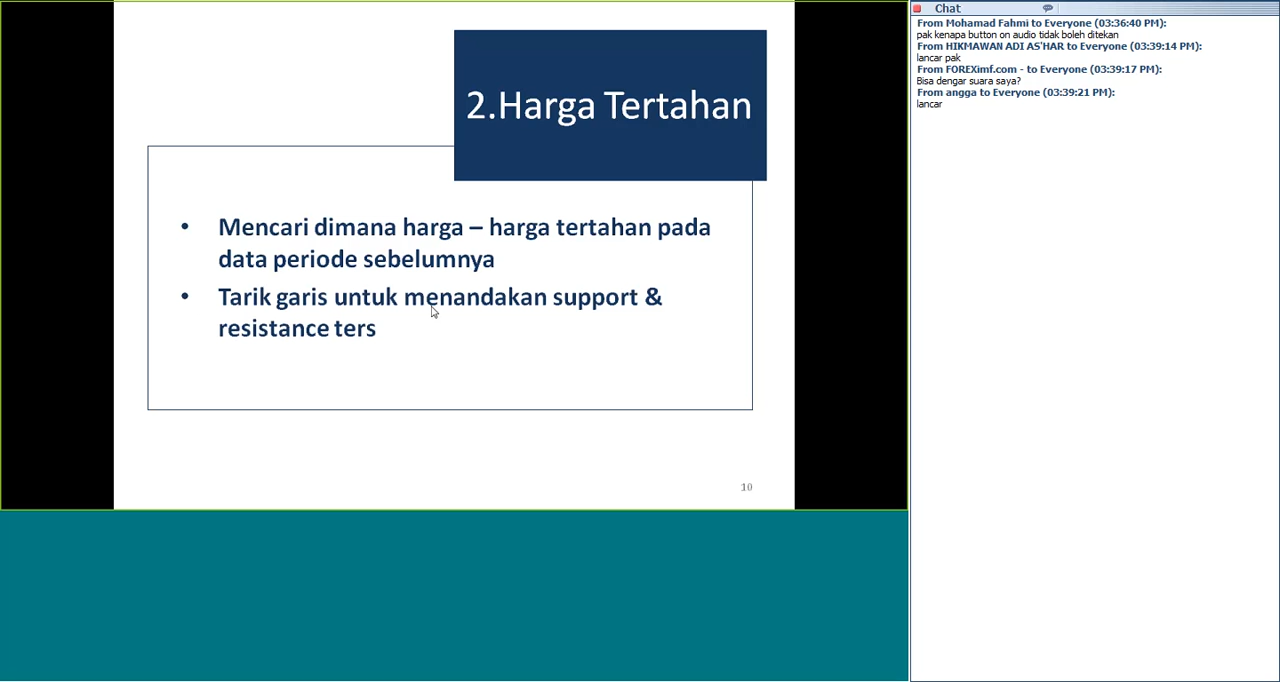 2.Harga Tertahan
• Mencari dimana harga – harga tertahan pada
data periode sebelumnya
• Tarik garis untuk menandakan support &
resistance ters
10
Chat
From Mohamad Fahmi to Everyone (03:36:40 PM):
pak kenapa button on audio tidak boleh ditekan
From HIKMAWAN ADI AS'HAR to Everyone (03:39:14 PM):
lancar pak
From FOREXimf.com - to Everyone (03:39:17 PM):
Bisa dengar suara saya?
From angga to Everyone (03:39:21 PM):
lancar